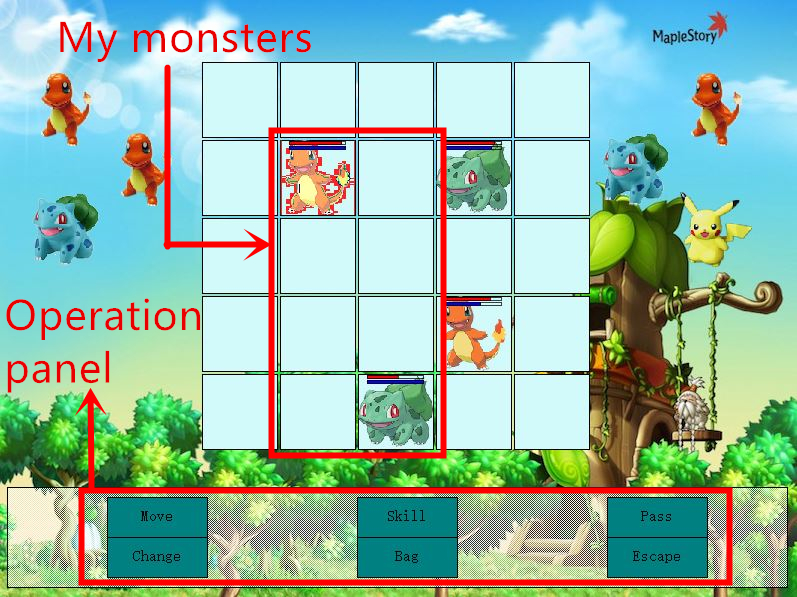 My monsters
MapleStory
Operation
panel
Move
Skill
Pass
Change
Bag
Escape